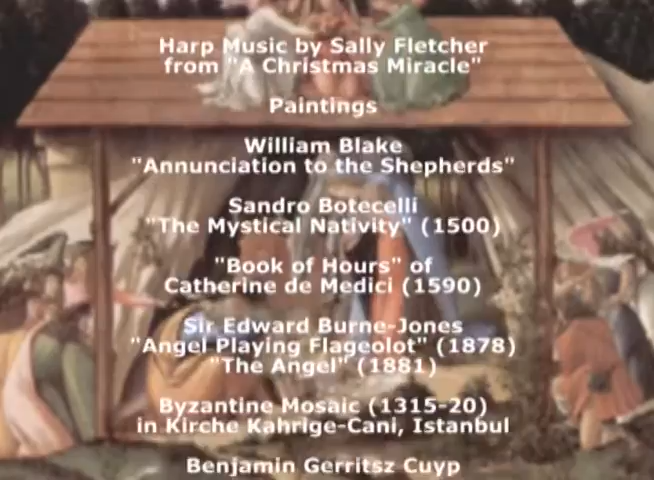 Harp Music by Sally Fletcher
from "A Christmas Miracle"
Paintings
William Blake
"Annunciation to the Shepherds"
Sandro Botecelli
"The Mystical Nativity" (1500)
"Book of Hours" of
Catherine de Medici (1590)
Sir Edward Burne-Jones
"Angel Playing Flageolot" (1878)
"The Angel" (1881)
Byzantine Mosaic (1315-20)
in Kirche Kahrige-Cani, Istanbul
Benjamin Gerritsz Cuyp